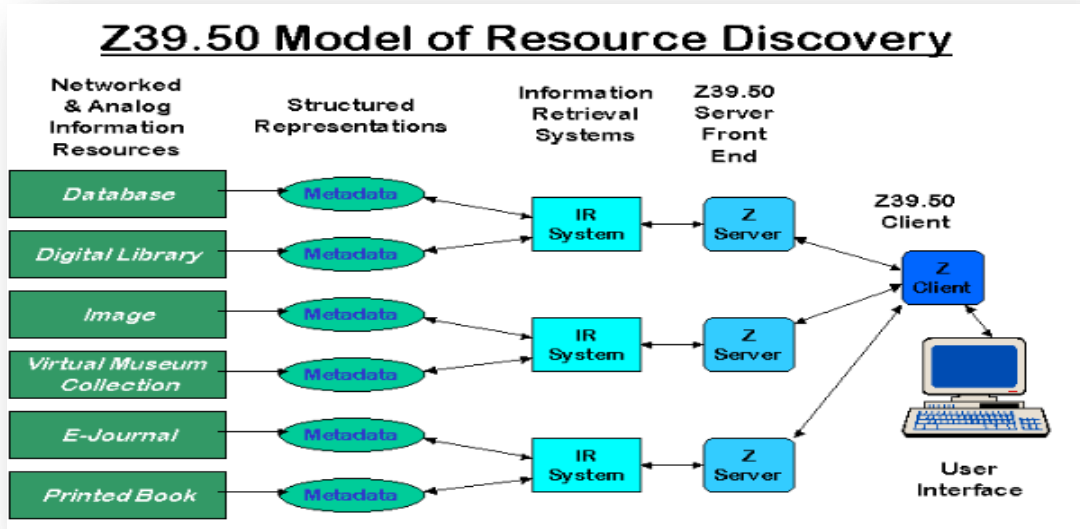 Z39.50 Model of Resource Discovery
Networked
& Analog
Information
Resources
Structured
Representations
Information
Retrieval
Systems
Z39.50
Server
Front
End
Z39.50
Client
Database
Metadata
Digital Library
Metadata
IR
System
Z
Server
Image
Metadata
Virtual Museum
Collection
Metadata
IR
System
Z
Server
E-Journal
Metadata
Printed Book
Metadata
IR
System
Z
Server
Z
Client
User
Interface